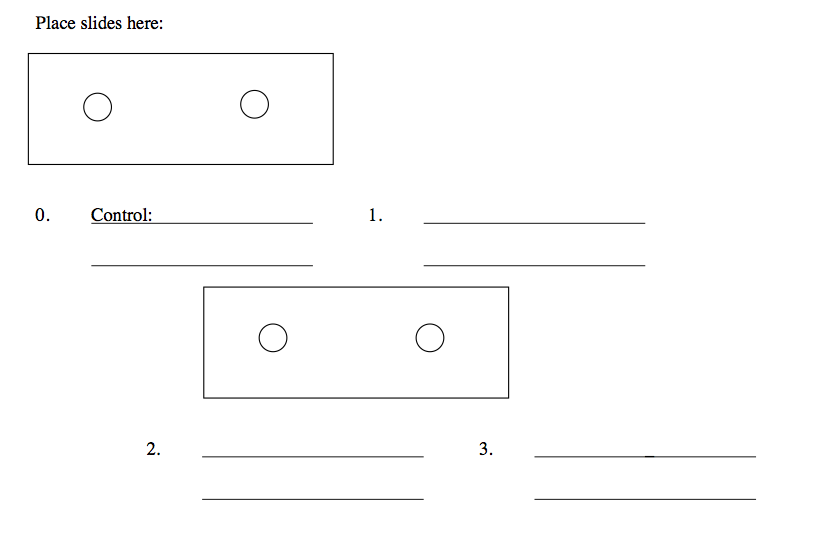 Place slides here:
0. Control: 1.
2. 3.